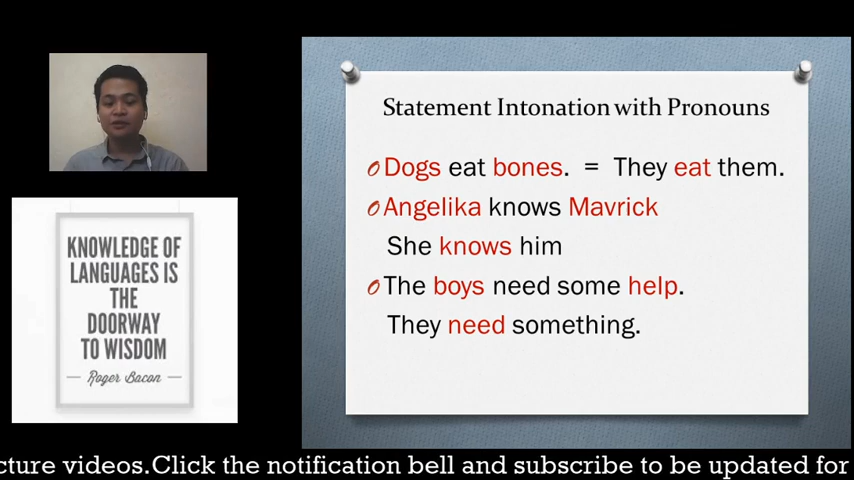 Statement Intonation with Pronouns
Dogs eat bones. = They eat them.
Angelika knows Mavrick
She knows him
The boys need some help.
They need something.
KNOWLEDGE OF
LANGUAGES IS
THE
DOORWAY
TO WISDOM
Roger Bacon
cture videos.Click the notification bell and subscribe to be updated for